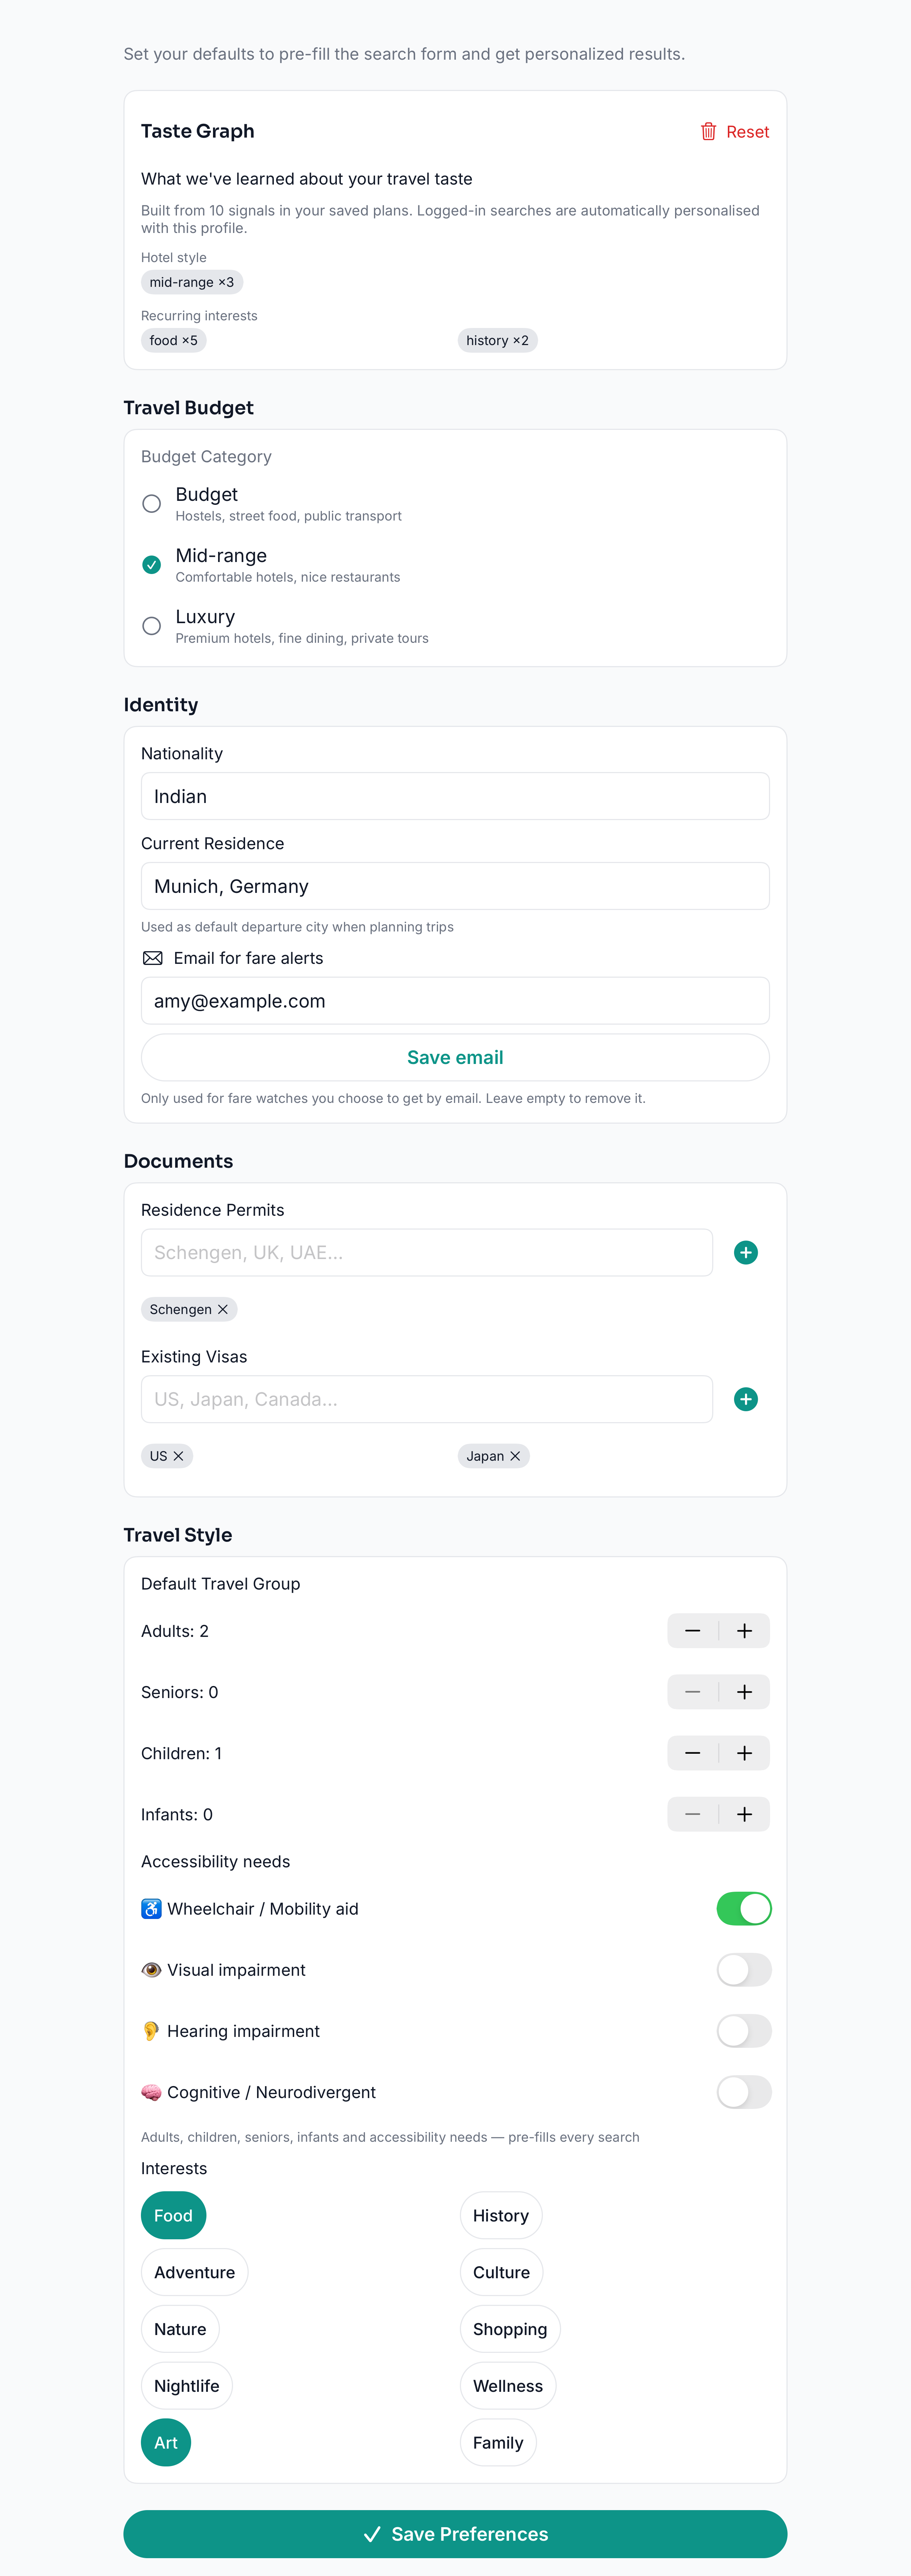 Set your defaults to pre-fill the search form and get personalized results.
Taste Graph
Reset
What we've learned about your travel taste
Built from 10 signals in your saved plans. Logged-in searches are automatically personalised
with this profile.
Hotel style
mid-range ×3
Recurring interests
food ×5
history ×2
Travel Budget
Budget Category
Budget
Hostels, street food, public transport
Mid-range
Comfortable hotels, nice restaurants
Luxury
Premium hotels, fine dining, private tours
Identity
Nationality
Indian
Current Residence
Munich, Germany
Used as default departure city when planning trips
Email for fare alerts
amy@example.com
Save email
Only used for fare watches you choose to get by email. Leave empty to remove it.
Documents
Residence Permits
Schengen, UK, UAE...
Schengen
Existing Visas
US, Japan, Canada...
US
Japan
Travel Style
Default Travel Group
Adults: 2
Seniors: 0
Children: 1
Infants: 0
Accessibility needs
♿ Wheelchair / Mobility aid
👁️ Visual impairment
👂 Hearing impairment
🧠 Cognitive / Neurodivergent
Adults, children, seniors, infants and accessibility needs — pre-fills every search
Interests
Food
History
Adventure
Culture
Nature
Shopping
Nightlife
Wellness
Art
Family
Save Preferences